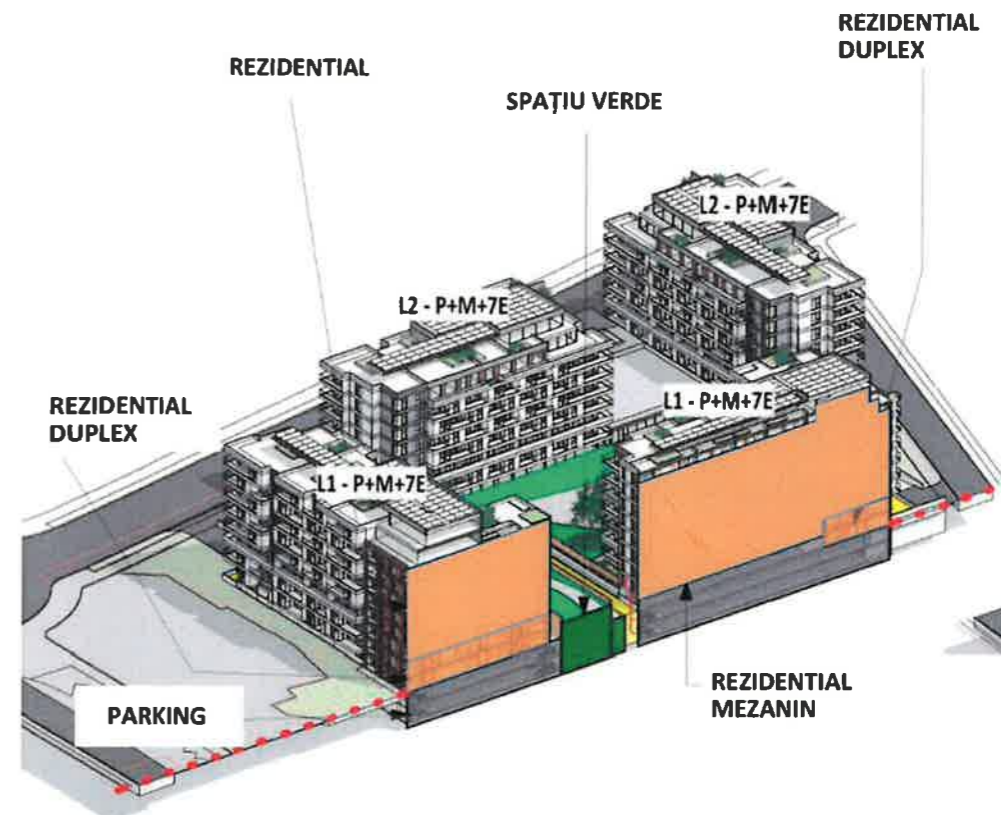 REZIDENTIAL
DUPLEX
REZIDENTIAL
SPAȚIU VERDE
L2 - P+M+7E
L2 - P+M+7E
L1 - P+M+7E
REZIDENTIAL
DUPLEX
L1 - P+M+7E
REZIDENTIAL
MEZANIN
PARKING